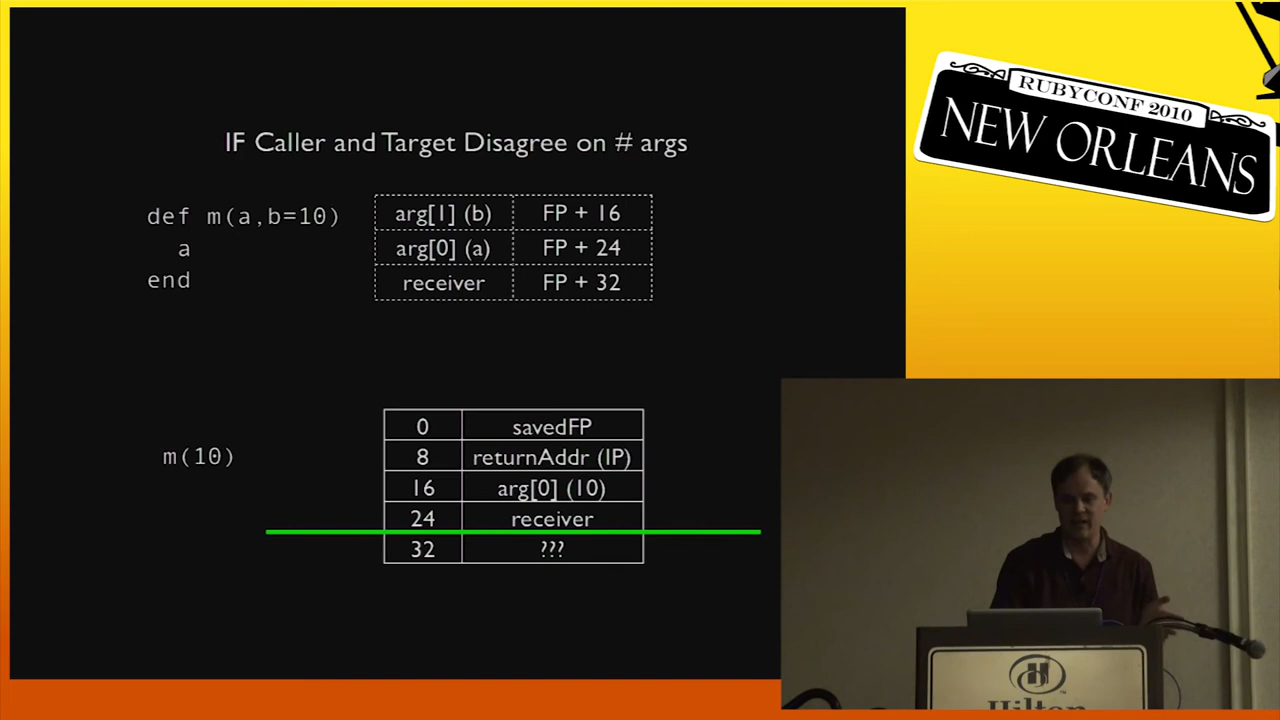 IF Caller and Target Disagree on # args
def m(a,b=10)
a
end
arg[1] (b) FP + 16
arg[0] (a) FP + 24
receiver FP + 32
m(10)
0 savedFP
8 returnAddr (IP)
16 arg[0] (10)
24 receiver
32 ???
RUBYCONF 2010
NEW ORLEANS
Hilton